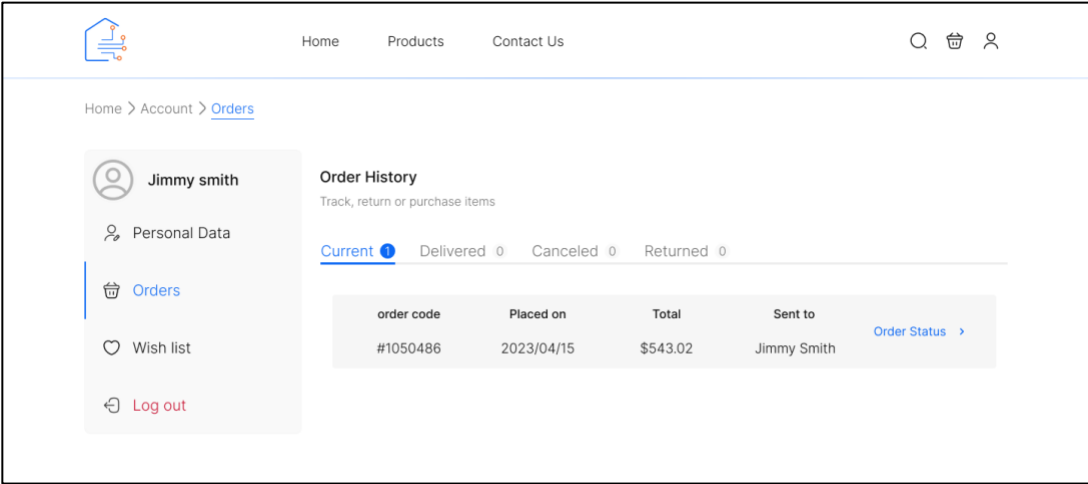 Home Products Contact Us
Home > Account > Orders
Jimmy smith
Personal Data
Orders
Wish list
Log out
Order History
Track, return or purchase items
Current 1 Delivered 0 Canceled 0 Returned 0
order code Placed on Total Sent to
#1050486 2023/04/15 $543.02 Jimmy Smith
Order Status >